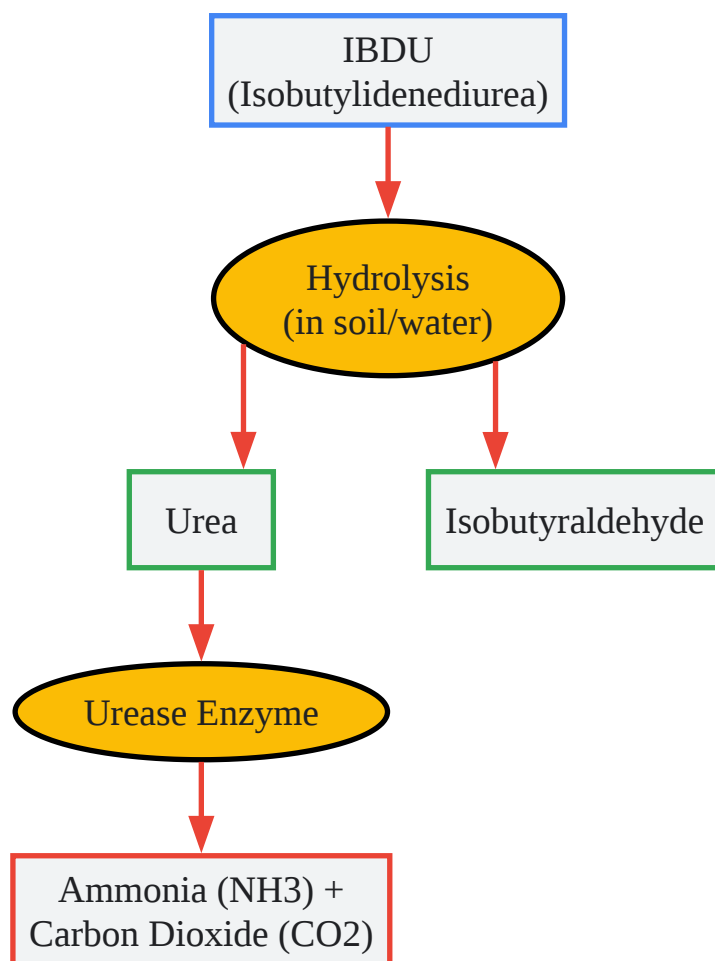 IBDU
(Isobutylidenediurea)
Hydrolysis
(in soil/water)
Urea
Isobutyraldehyde
Urease Enzyme
Ammonia (NH3) +
Carbon Dioxide (CO2)